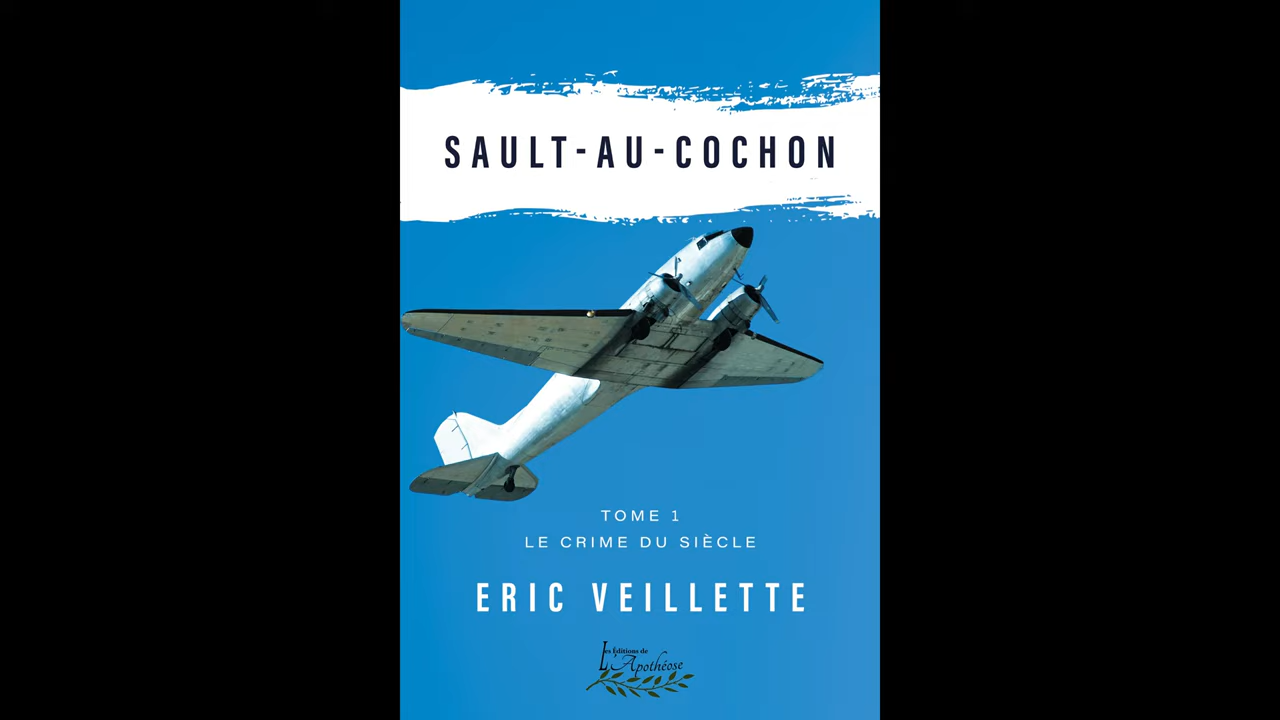 SAULT-AU-COCHON
TOME 1
LE CRIME DU SIÈCLE
ERIC VEILLETTE
Les Éditions de
L'Apothéose